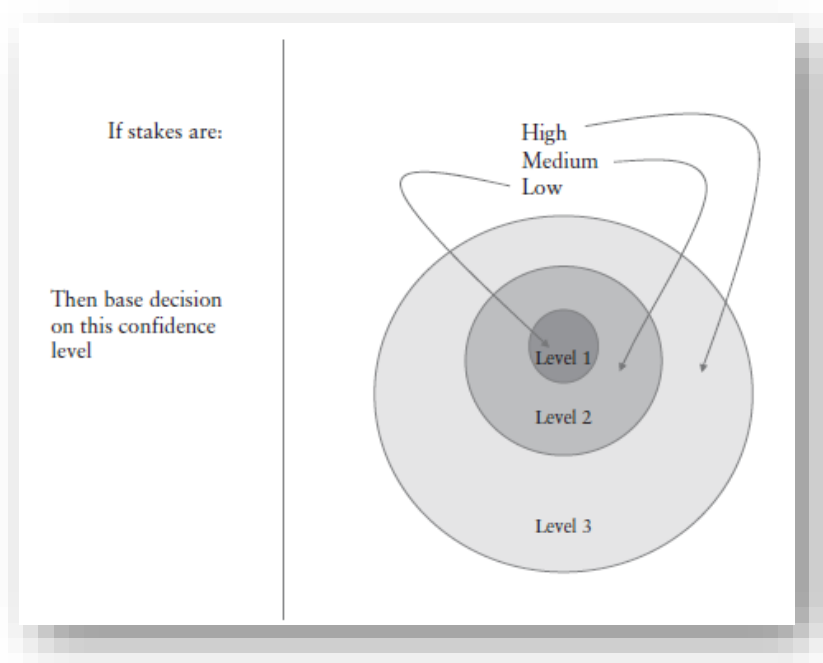 If stakes are:
High
Medium
Low
Then base decision
on this confidence
level
Level 1
Level 2
Level 3